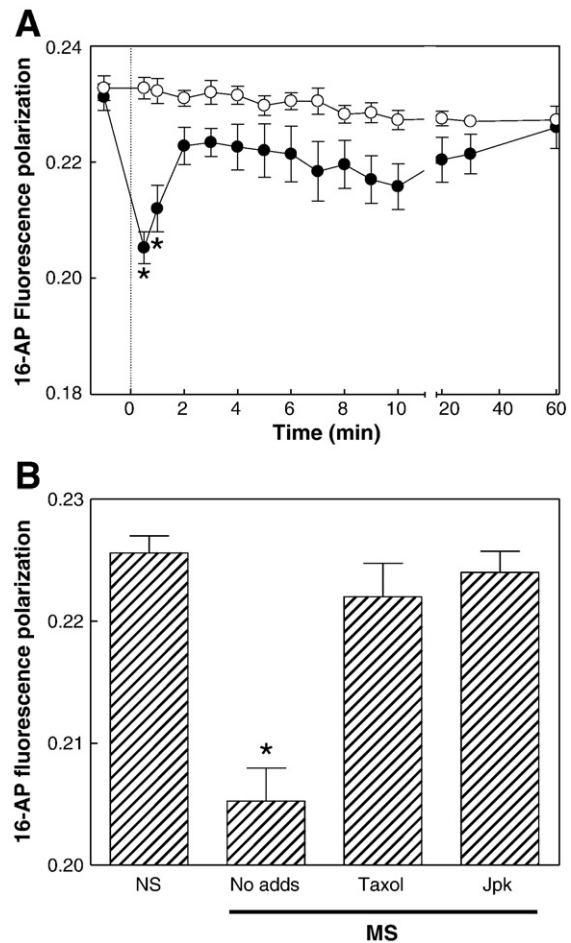 A
0.24
0.22
0.20
0.18
16-AP Fluorescence polarization
* *
0 2 4 6 8 10 20 40 60
Time (min)
B
0.23
0.22
0.21
0.20
16-AP fluorescence polarization
*
NS No adds Taxol Jpk
MS